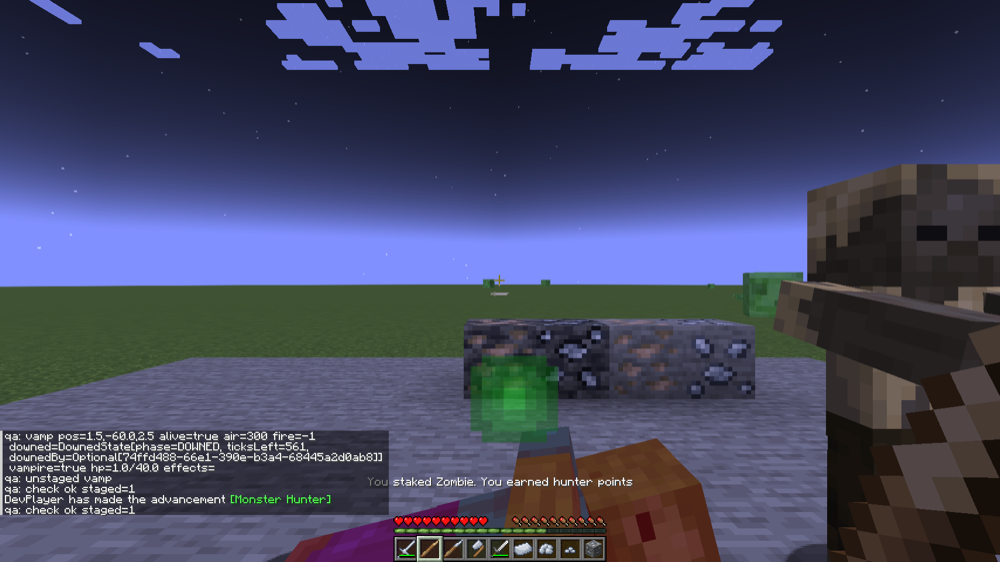 qa: vamp pos=1.5,-60.0,2.5 alive=true air=300 fire=-1
downed=DownedState[phase=DOWNED, ticksLeft=561,
downedBy=Optional[74ffd488-66e1-390e-b3a4-68445a2d0ab8]]
vampire=true hp=1.0/40.0 effects=
qa: unstaged vamp
qa: check ok staged=1
DevPlayer has made the advancement [Monster Hunter]
qa: check ok staged=1
You staked Zombie. You earned hunter points